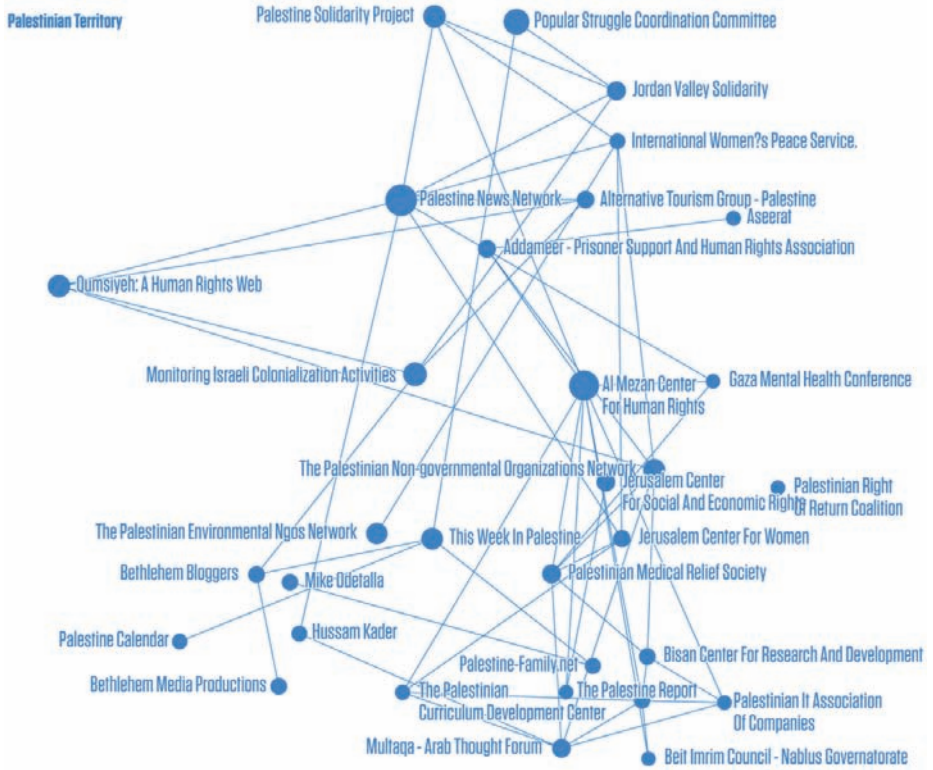 Palestinian Territory
Palestine Solidarity Project
Popular Struggle Coordination Committee
Jordan Valley Solidarity
International Women?s Peace Service.
Palestine News Network
Alternative Tourism Group - Palestine
Aseerat
Addameer - Prisoner Support And Human Rights Association
Qumsiyeh: A Human Rights Web
Monitoring Israeli Colonialization Activities
Al Mezan Center
For Human Rights
Gaza Mental Health Conference
The Palestinian Non-governmental Organizations Network
Jerusalem Center
For Social And Economic Rights
Palestinian Right
Of Return Coalition
The Palestinian Environmental Ngos Network
This Week In Palestine
Jerusalem Center For Women
Bethlehem Bloggers
Mike Odetalla
Palestinian Medical Relief Society
Palestine Calendar
Hussam Kader
Palestine-Family.net
Bisan Center For Research And Development
Bethlehem Media Productions
The Palestinian
Curriculum Development Center
The Palestine Report
Palestinian It Association
Of Companies
Multaqa - Arab Thought Forum
Beit Imrim Council - Nablus Governatorate